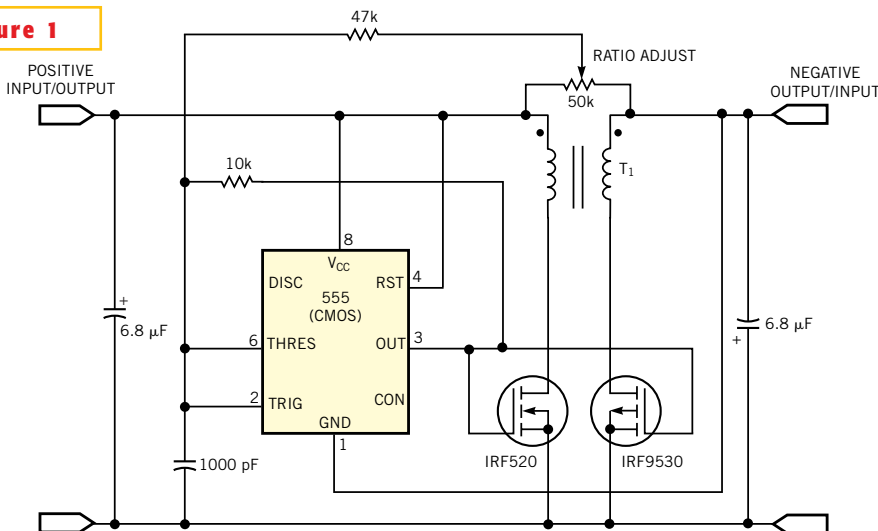 ure 1
47k
RATIO ADJUST
POSITIVE
INPUT/OUTPUT
NEGATIVE
OUTPUT/INPUT
50k
10k
T1
8
VCC
DISC
RST
4
555
(CMOS)
+
6.8 µF
6
THRES
OUT
3
6.8 µF
+
2
TRIG
CON
GND
1
1000 pF
IRF520
IRF9530